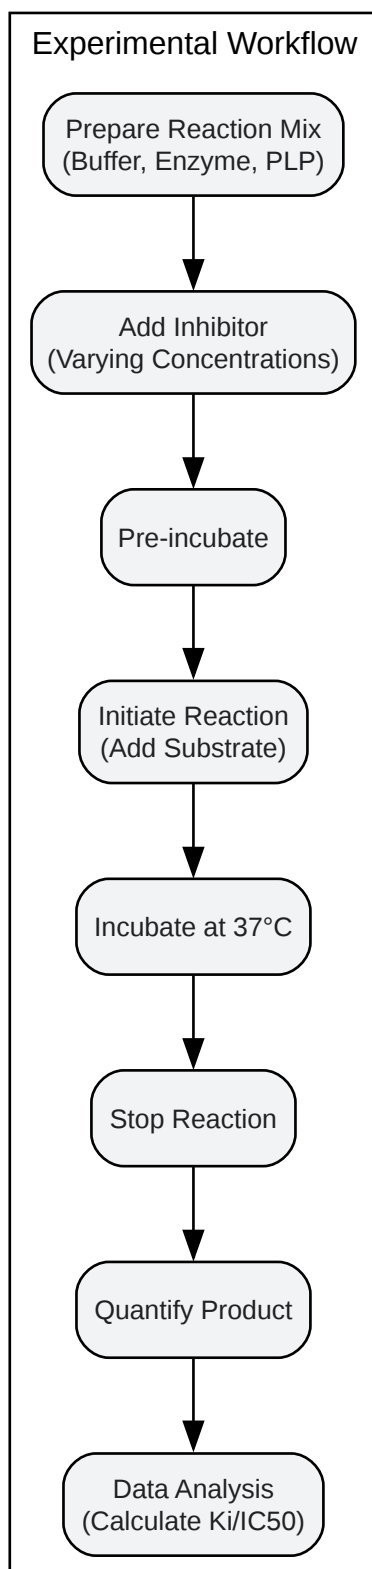 Experimental Workflow
Prepare Reaction Mix
(Buffer, Enzyme, PLP)
Add Inhibitor
(Varying Concentrations)
Pre-incubate
Initiate Reaction
(Add Substrate)
Incubate at 37°C
Stop Reaction
Quantify Product
Data Analysis
(Calculate Ki/IC50)